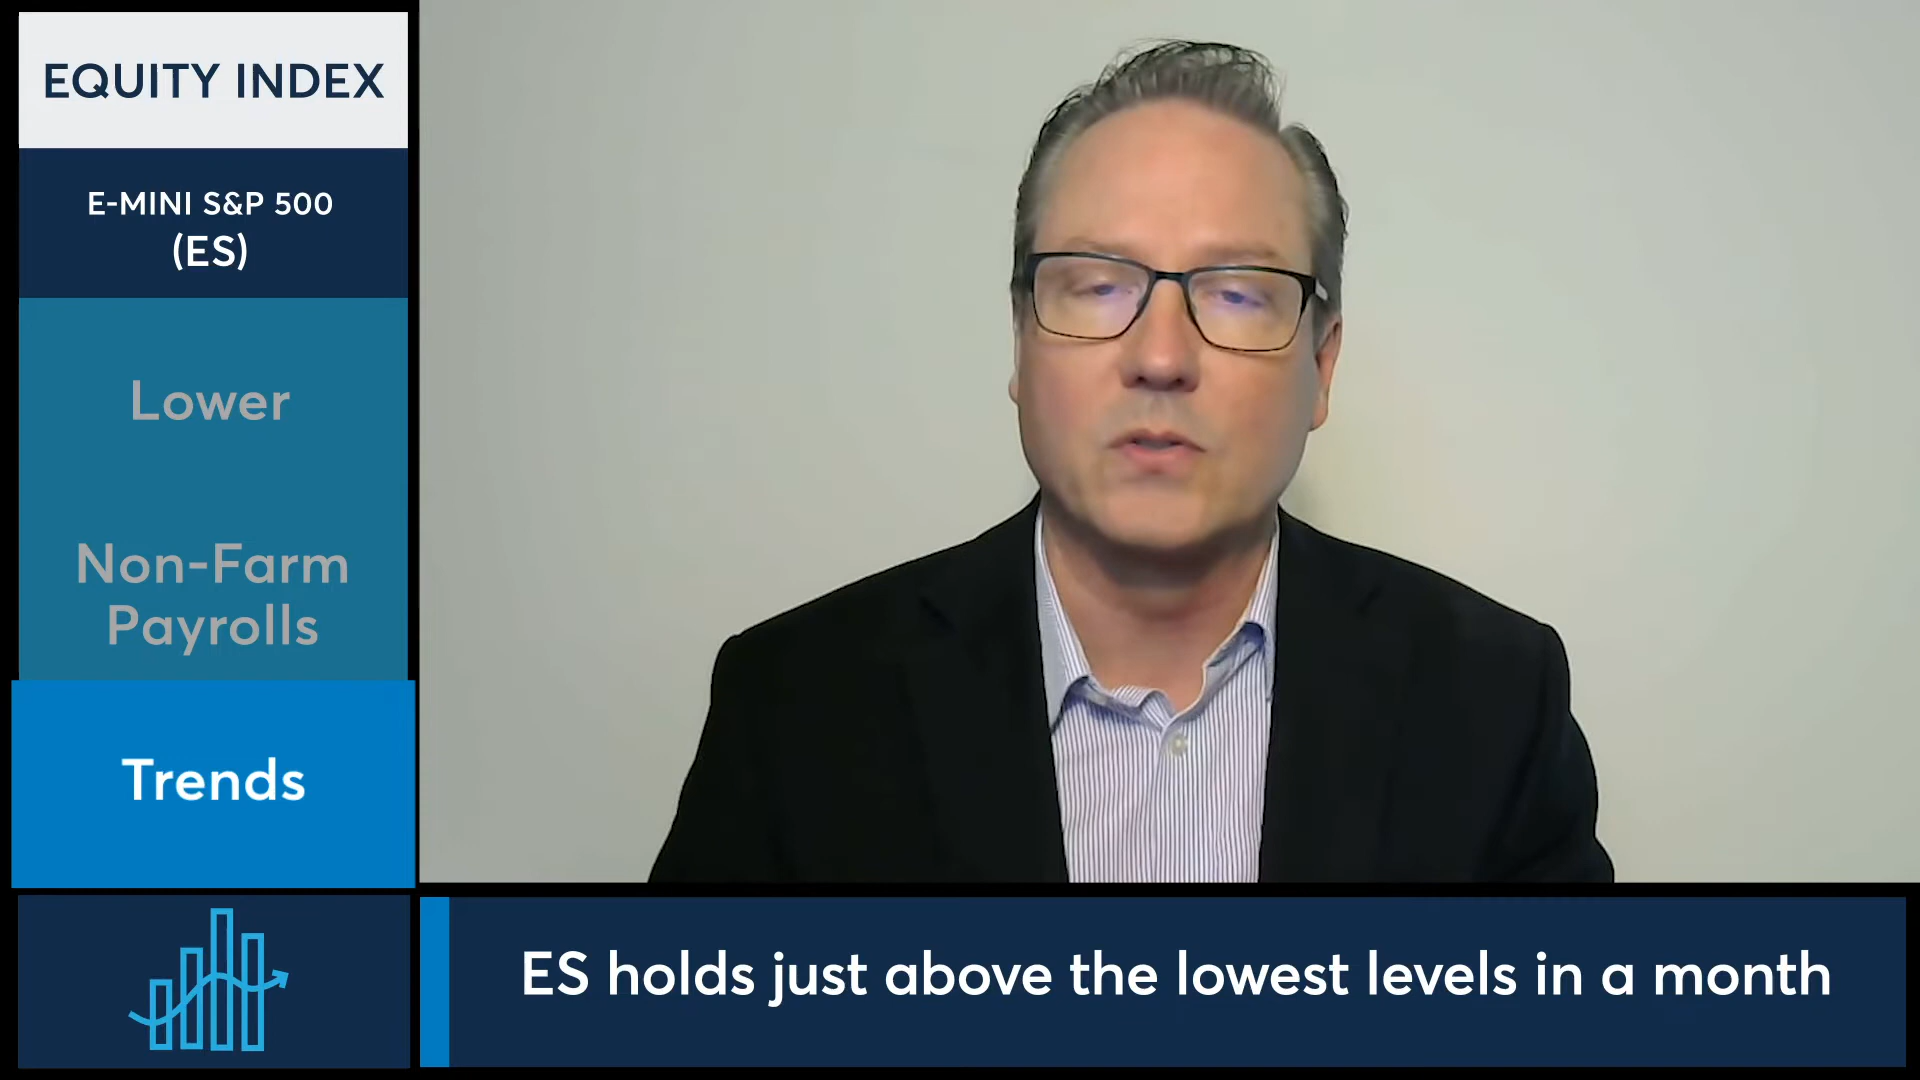 EQUITY INDEX
E-MINI S&P 500
(ES)
Lower
Non-Farm
Payrolls
Trends
ES holds just above the lowest levels in a month